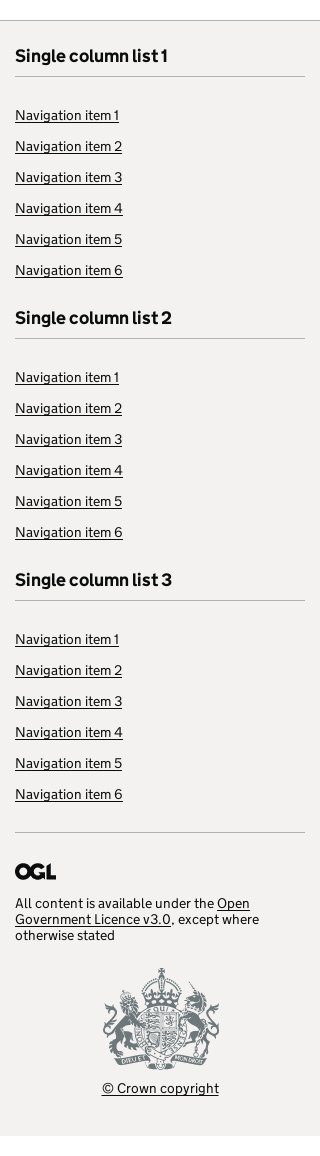 Single column list 1
Navigation item 1
Navigation item 2
Navigation item 3
Navigation item 4
Navigation item 5
Navigation item 6
Single column list 2
Navigation item 1
Navigation item 2
Navigation item 3
Navigation item 4
Navigation item 5
Navigation item 6
Single column list 3
Navigation item 1
Navigation item 2
Navigation item 3
Navigation item 4
Navigation item 5
Navigation item 6
OGL
All content is available under the Open
Government Licence v3.0, except where
otherwise stated
DIEU ET MON DROIT
© Crown copyright